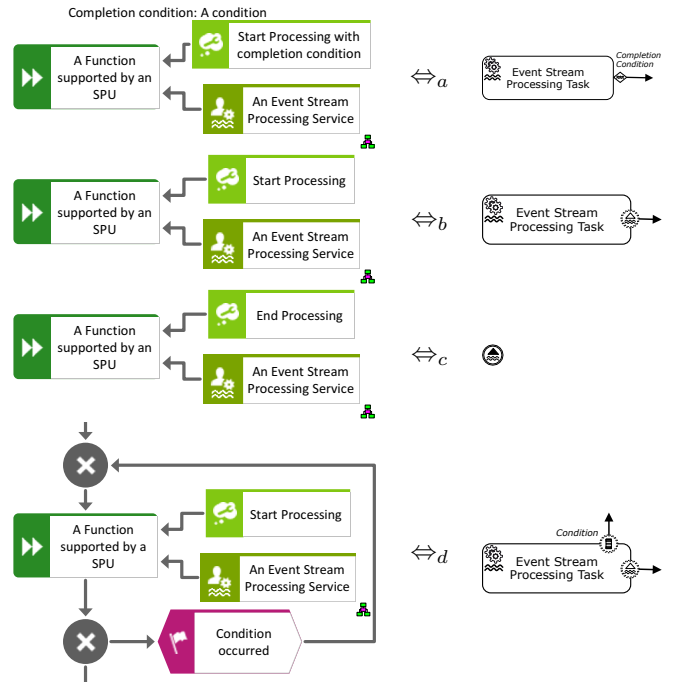 Completion condition: A condition
A Function
supported by an
SPU
Start Processing with
completion condition
An Event Stream
Processing Service
⇔a
Event Stream
Processing Task
Completion
Condition
A Function
supported by an
SPU
Start Processing
An Event Stream
Processing Service
⇔b
Event Stream
Processing Task
A Function
supported by an
SPU
End Processing
An Event Stream
Processing Service
⇔c
A Function
supported by a
SPU
Start Processing
An Event Stream
Processing Service
⇔d
Condition
Event Stream
Processing Task
Condition
occurred